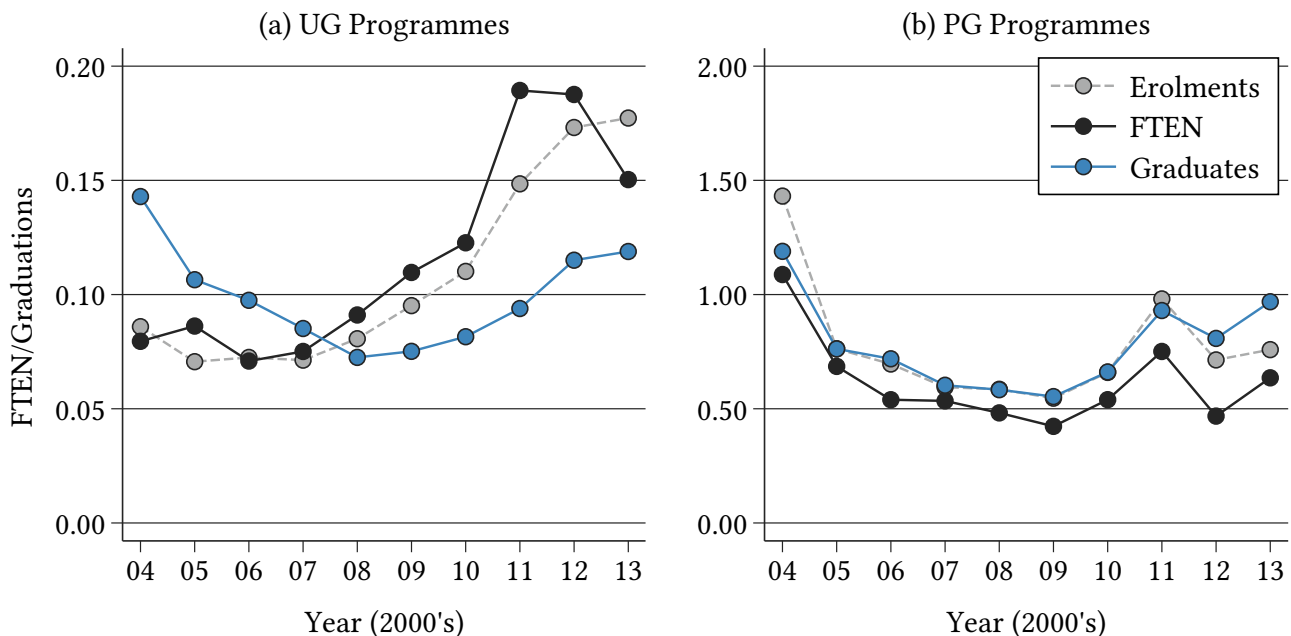 (a) UG Programmes
FTEN/Graduations
0.20
0.15
0.10
0.05
0.00
04 05 06 07 08 09 10 11 12 13
Year (2000's)
(b) PG Programmes
2.00
1.50
1.00
0.50
0.00
Erolments
FTEN
Graduates
04 05 06 07 08 09 10 11 12 13
Year (2000's)